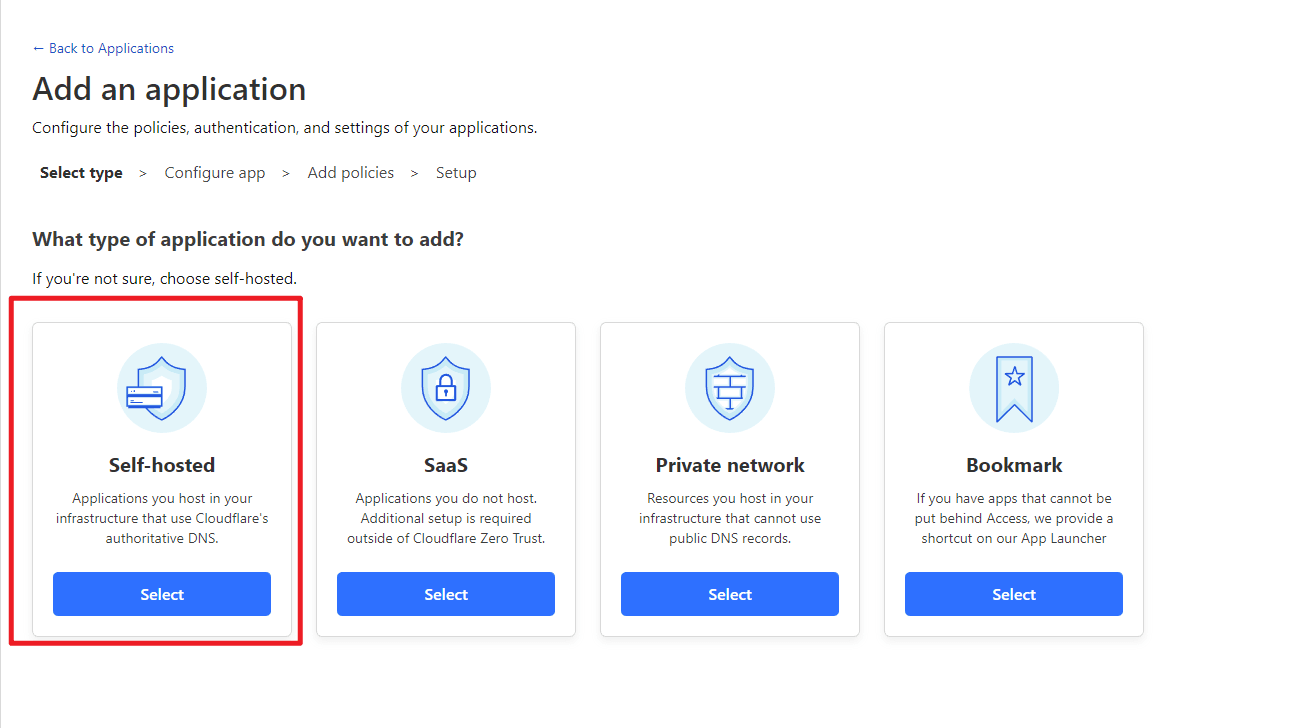 ← Back to Applications
Add an application
Configure the policies, authentication, and settings of your applications.
Select type > Configure app > Add policies > Setup
What type of application do you want to add?
If you're not sure, choose self-hosted.
Self-hosted
Applications you host in your
infrastructure that use Cloudflare's
authoritative DNS.
Select
SaaS
Applications you do not host.
Additional setup is required
outside of Cloudflare Zero Trust.
Select
Private network
Resources you host in your
infrastructure that cannot use
public DNS records.
Select
Bookmark
If you have apps that cannot be
put behind Access, we provide a
shortcut on our App Launcher
Select